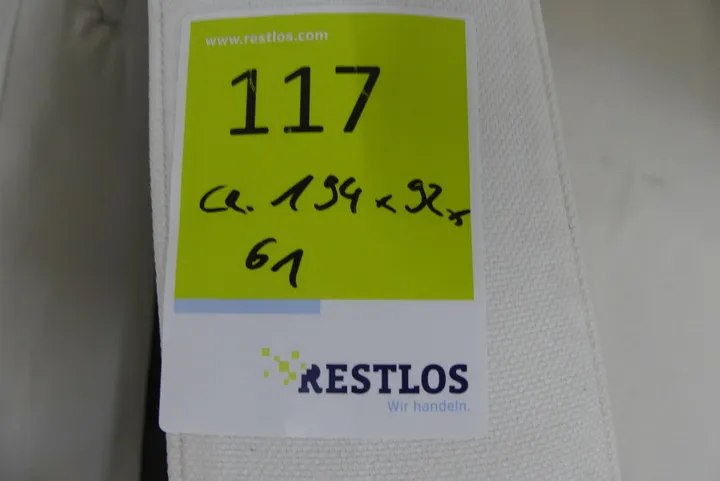 www.restlos.com
117
ca. 194 x 92 x
61
RESTLOS
Wir handeln.